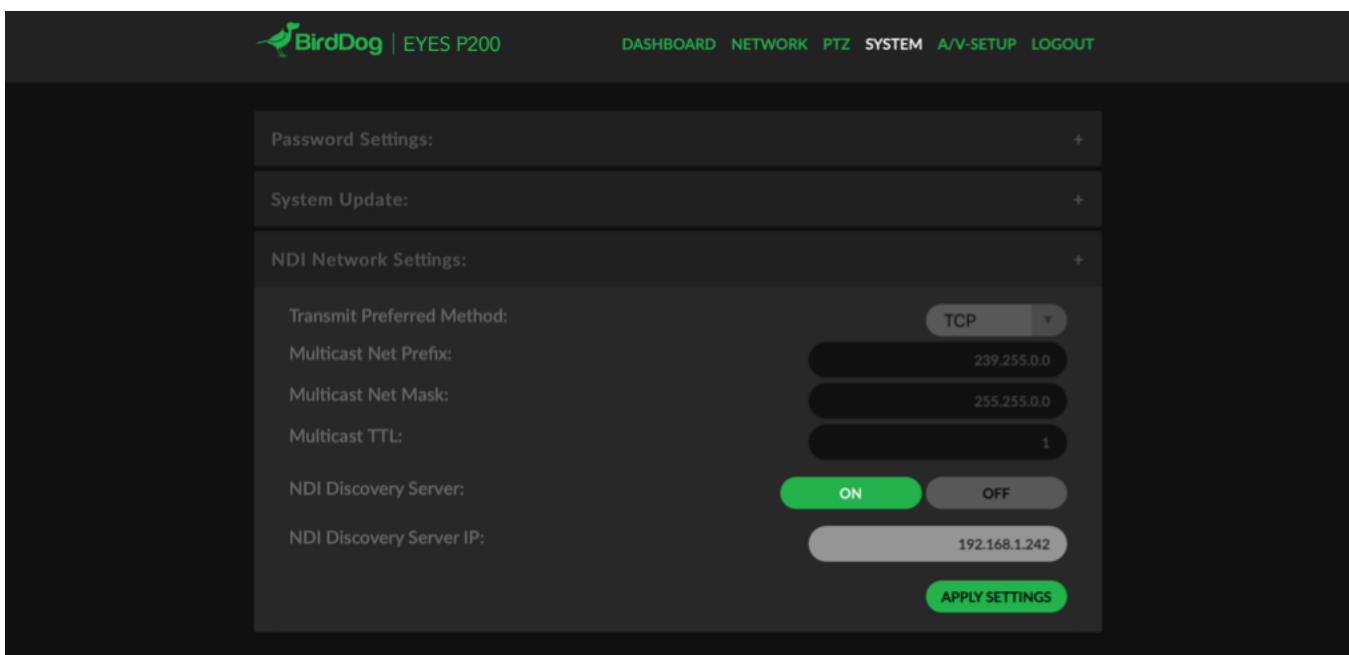 BirdDog | EYES P200
DASHBOARD NETWORK PTZ SYSTEM A/V-SETUP LOGOUT
Password Settings: +
System Update: +
NDI Network Settings: +
Transmit Preferred Method: TCP
Multicast Net Prefix: 239.255.0.0
Multicast Net Mask: 255.255.0.0
Multicast TTL: 1
NDI Discovery Server: ON OFF
NDI Discovery Server IP: 192.168.1.242
APPLY SETTINGS